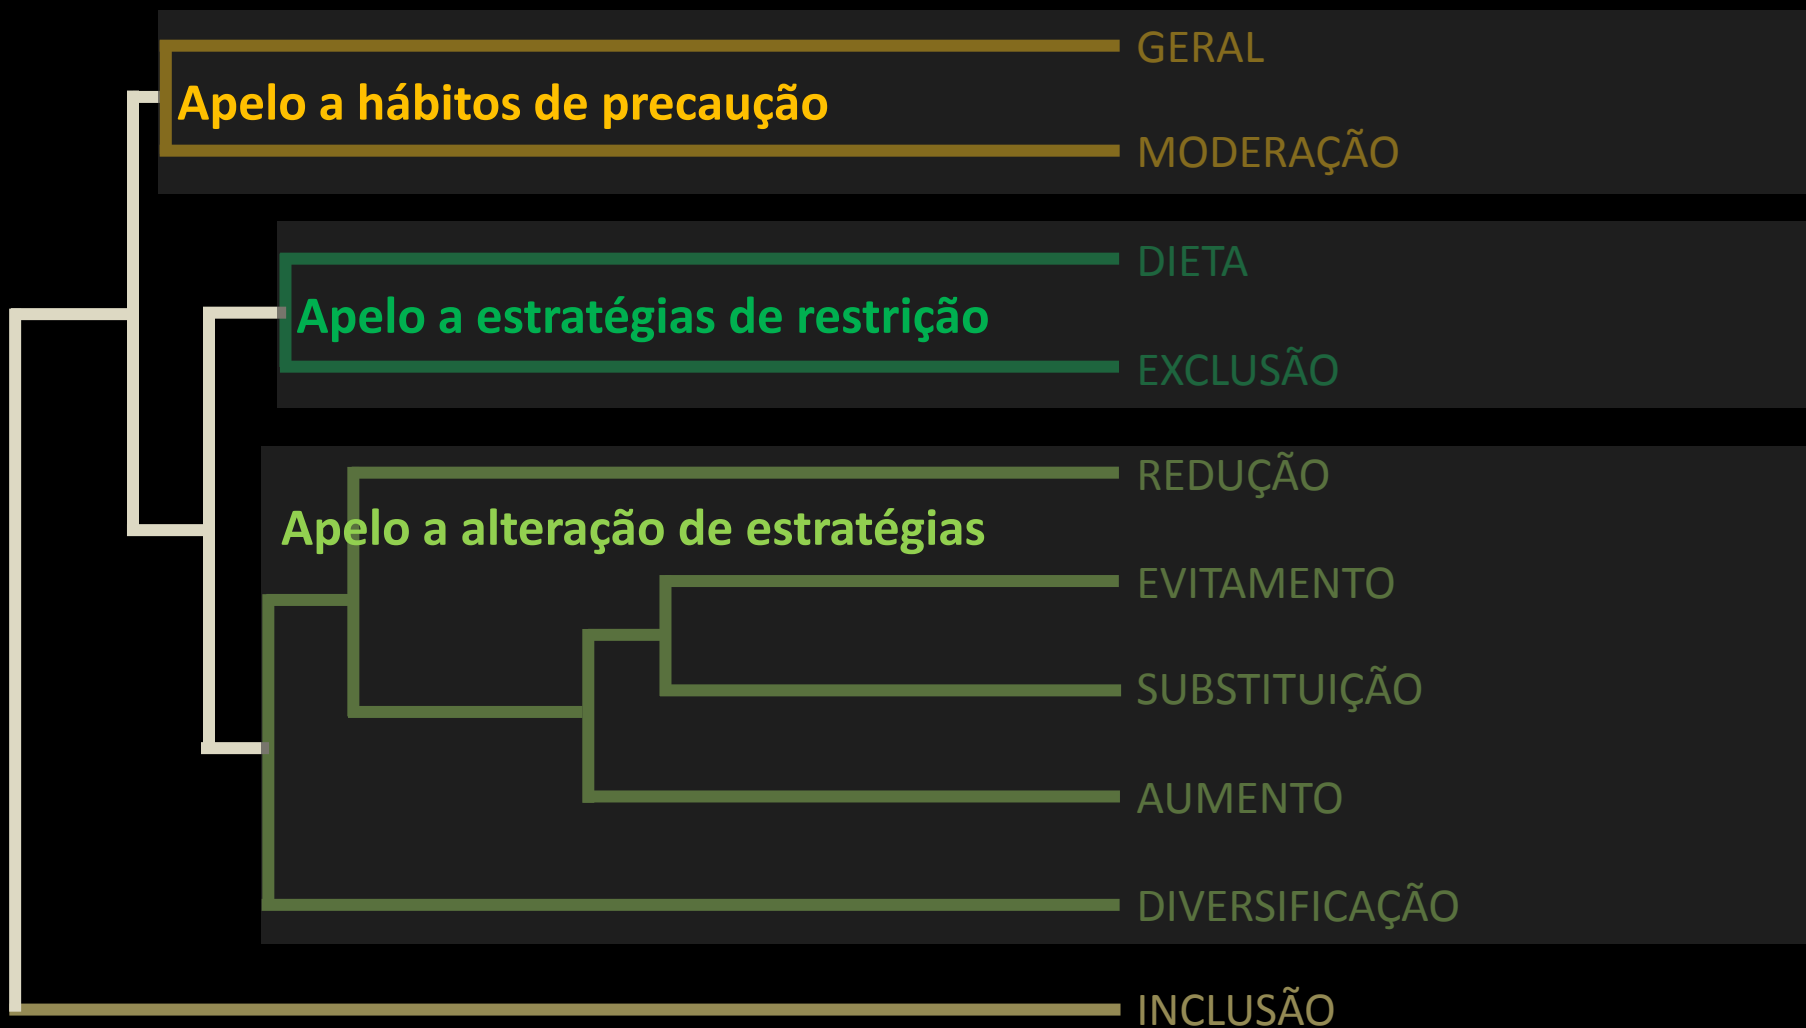 GERAL
Apelo a hábitos de precaução
MODERAÇÃO
DIETA
Apelo a estratégias de restrição
EXCLUSÃO
REDUÇÃO
Apelo a alteração de estratégias
EVITAMENTO
SUBSTITUIÇÃO
AUMENTO
DIVERSIFICAÇÃO
INCLUSÃO